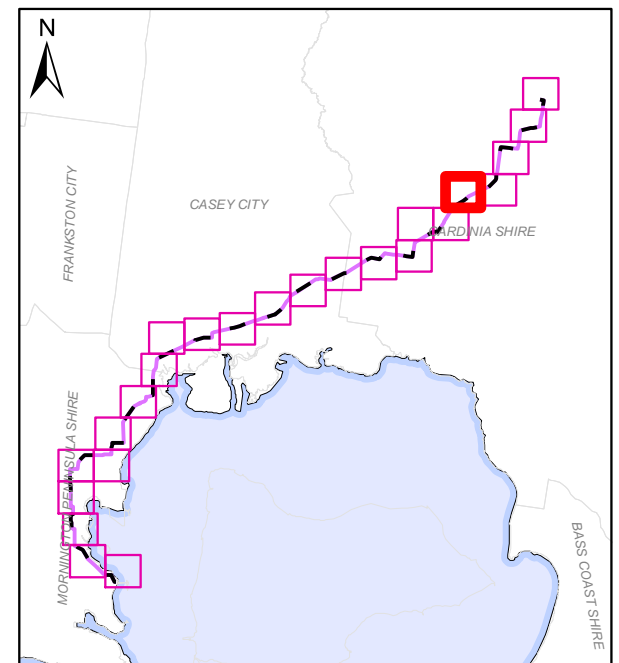 N
FRANKSTON CITY
CASEY CITY
CARDINIA SHIRE
MORNINGTON PENINSULA SHIRE
BASS COAST SHIRE